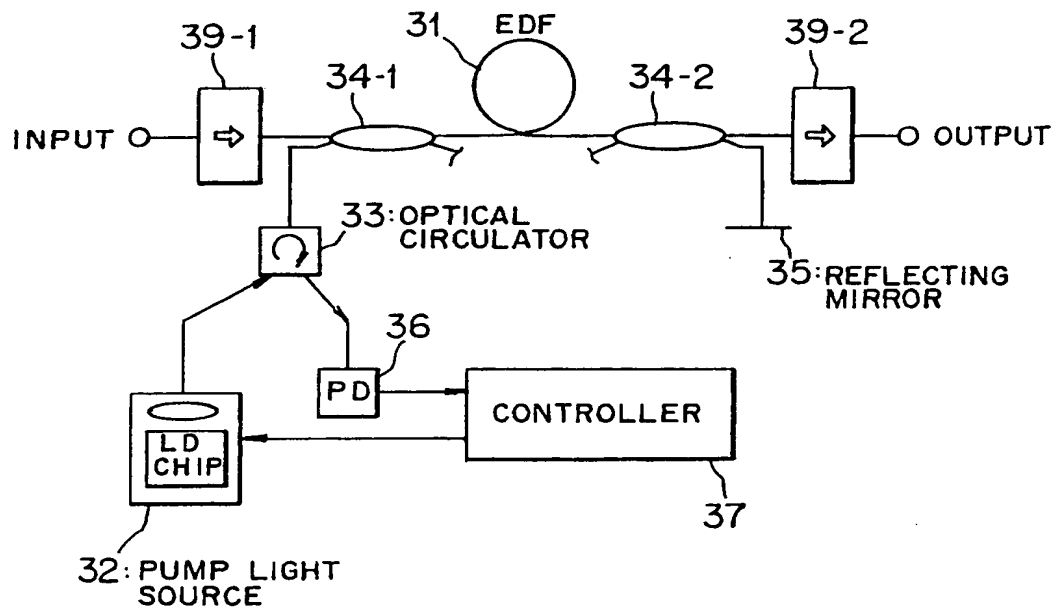 39-1
31
EDF
34-1
34-2
39-2
INPUT
OUTPUT
33: OPTICAL
CIRCULATOR
35: REFLECTING
MIRROR
36
PD
CONTROLLER
LD
CHIP
37
32: PUMP LIGHT
SOURCE